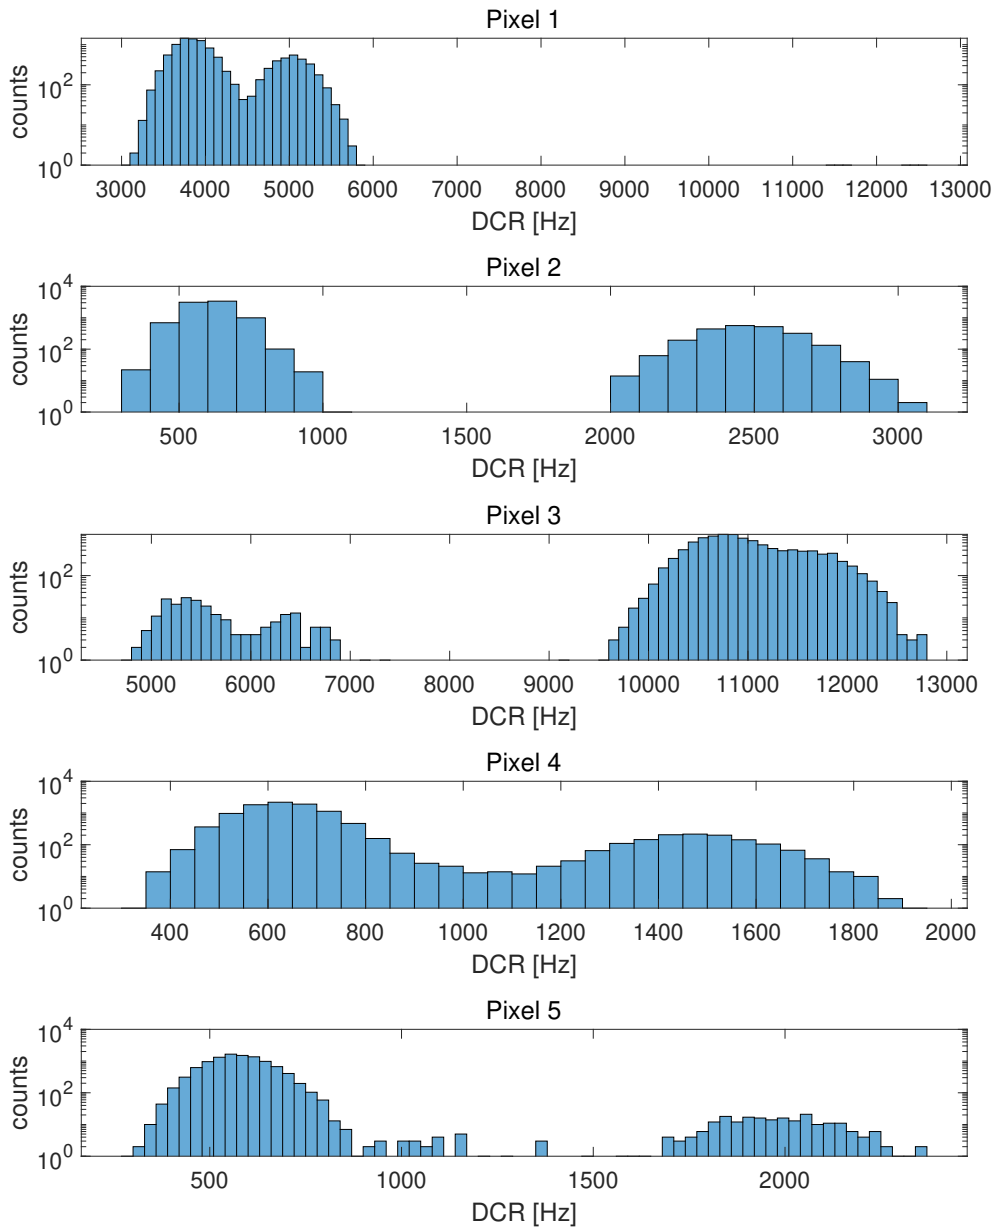 Pixel 1
counts
10^2
10^0
3000 4000 5000 6000 7000 8000 9000 10000 11000 12000 13000
DCR [Hz]
Pixel 2
counts
10^4
10^2
10^0
500 1000 1500 2000 2500 3000
DCR [Hz]
Pixel 3
counts
10^2
10^0
5000 6000 7000 8000 9000 10000 11000 12000 13000
DCR [Hz]
Pixel 4
counts
10^4
10^2
10^0
400 600 800 1000 1200 1400 1600 1800 2000
DCR [Hz]
Pixel 5
counts
10^4
10^2
10^0
500 1000 1500 2000
DCR [Hz]